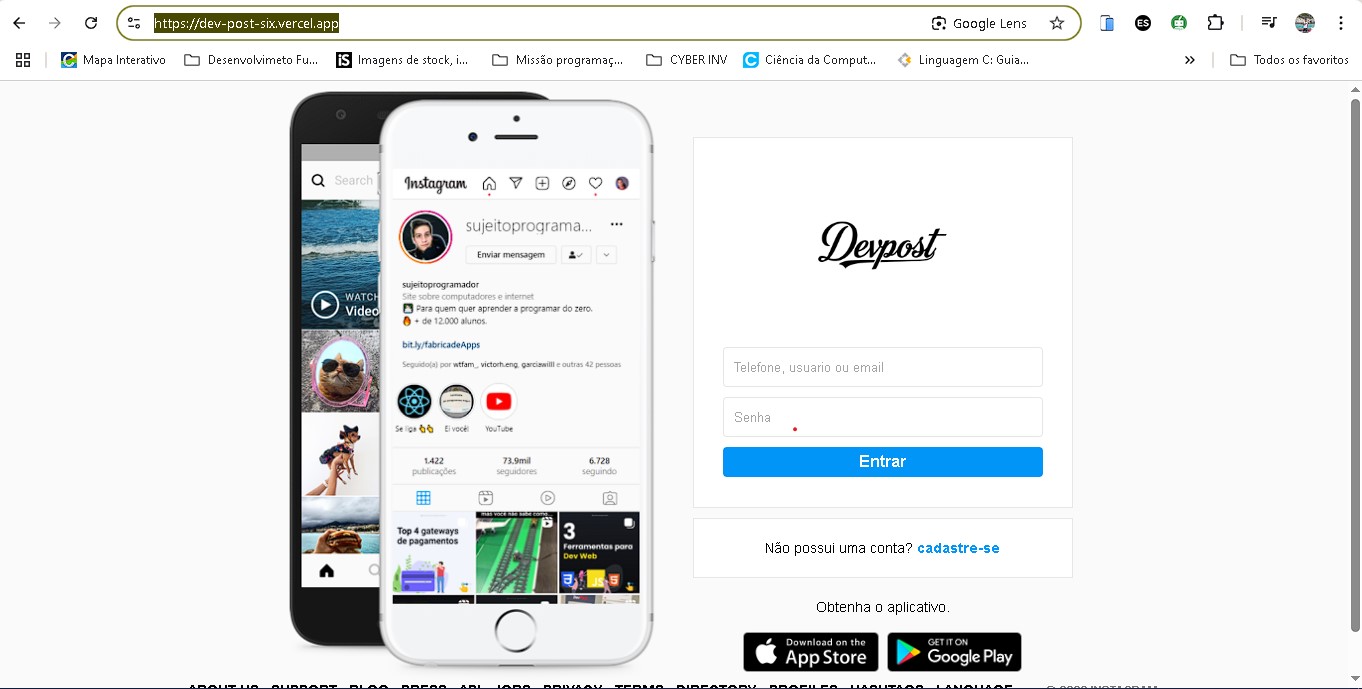 https://dev-post-six.vercel.app
Google Lens
ES
Mapa Interativo
Desenvolvimeto Fu...
iS
Imagens de stock, i...
Missão programaç...
CYBER INV
Ciência da Comput...
Linguagem C: Guia...
Todos os favoritos
Search
WATCH
Video
Instagram
sujeitoprograma...
Enviar mensagem
sujeitoprogramador
Site sobre computadores e internet
Para quem quer aprender a programar do zero.
+ de 12.000 alunos.
bit.ly/fabricadeApps
Seguido(a) por wtfam_, victorh.eng, garciawilll e outras 42 pessoas
Se liga
Ei você!
YouTube
1.422
publicações
73.9mil
seguidores
6.728
seguindo
Top 4 gateways
de pagamentos
mas você não sabe como...
3
Ferramentas para
Dev Web
JS
Devpost
Telefone, usuario ou email
Senha
Entrar
Não possui uma conta? cadastre-se
Obtenha o aplicativo.
Download on the
App Store
GET IT ON
Google Play
ABOUT US SUPPORT BLOG PRESS API JOBS PRIVACY TERMS DIRECTORY PROFILES HASHTAGS LANGUAGE
© 2020 INSTAGRAM